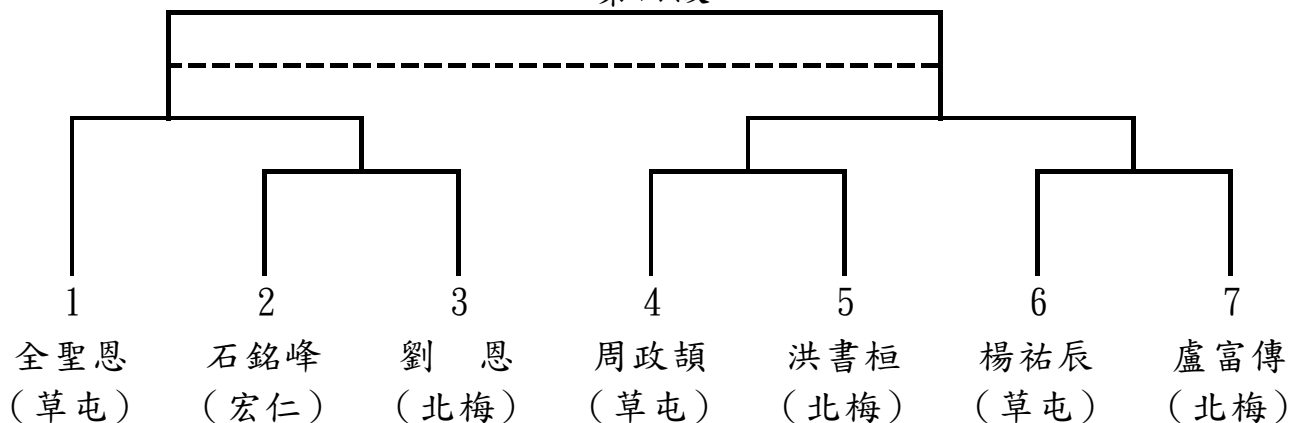 1 2 3 4 5 6 7
全聖恩 石銘峰 劉　恩 周政頡 洪書桓 楊祐辰 盧富傳
（草屯） （宏仁） （北梅） （草屯） （北梅） （草屯） （北梅）